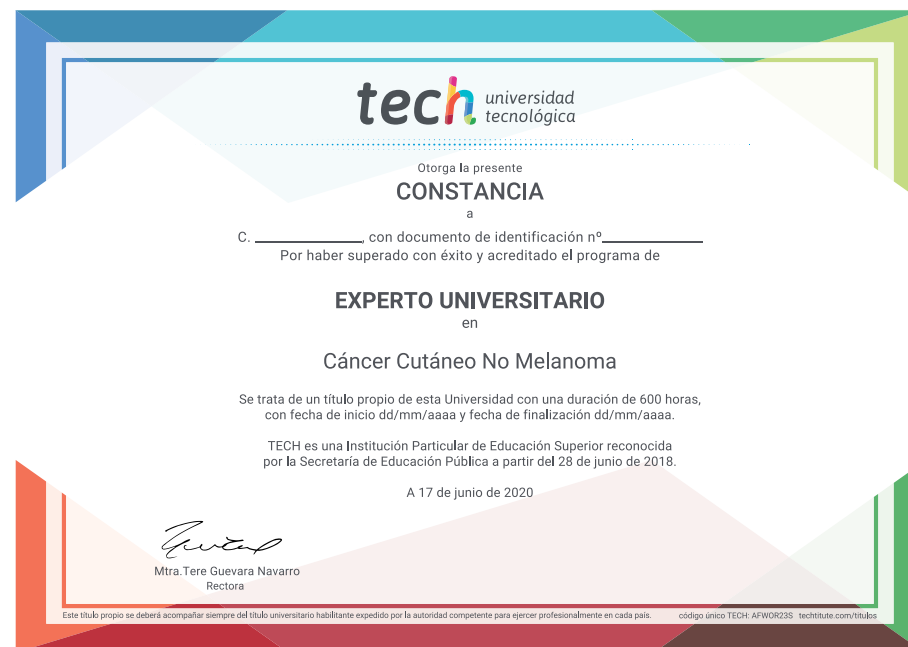 tech universidad
tecnológica
Otorga la presente
CONSTANCIA
a
C. ____________, con documento de identificación nº____________
Por haber superado con éxito y acreditado el programa de
EXPERTO UNIVERSITARIO
en
Cáncer Cutáneo No Melanoma
Se trata de un título propio de esta Universidad con una duración de 600 horas,
con fecha de inicio dd/mm/aaaa y fecha de finalización dd/mm/aaaa.
TECH es una Institución Particular de Educación Superior reconocida
por la Secretaría de Educación Pública a partir del 28 de junio de 2018.
A 17 de junio de 2020
Mtra.Tere Guevara Navarro
Rectora
Este título propio se deberá acompañar siempre del título universitario habilitante expedido por la autoridad competente para ejercer profesionalmente en cada país. código único TECH: AFWOR23S techtitute.com/títulos